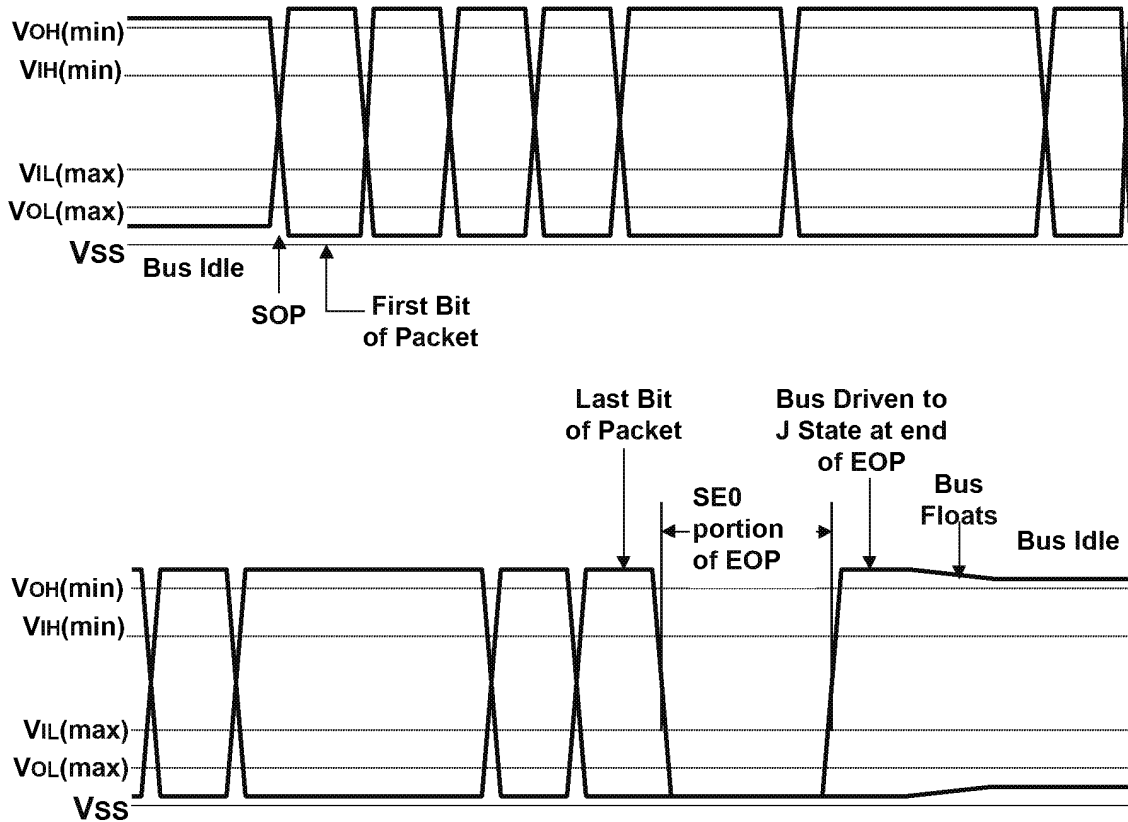 VOH(min)
VIH(min)
VIL(max)
VOL(max)
VSS
Bus Idle
SOP
First Bit
of Packet
Last Bit
of Packet
Bus Driven to
J State at end
of EOP
SE0
portion
of EOP
Bus
Floats
Bus Idle
VOH(min)
VIH(min)
VIL(max)
VOL(max)
VSS